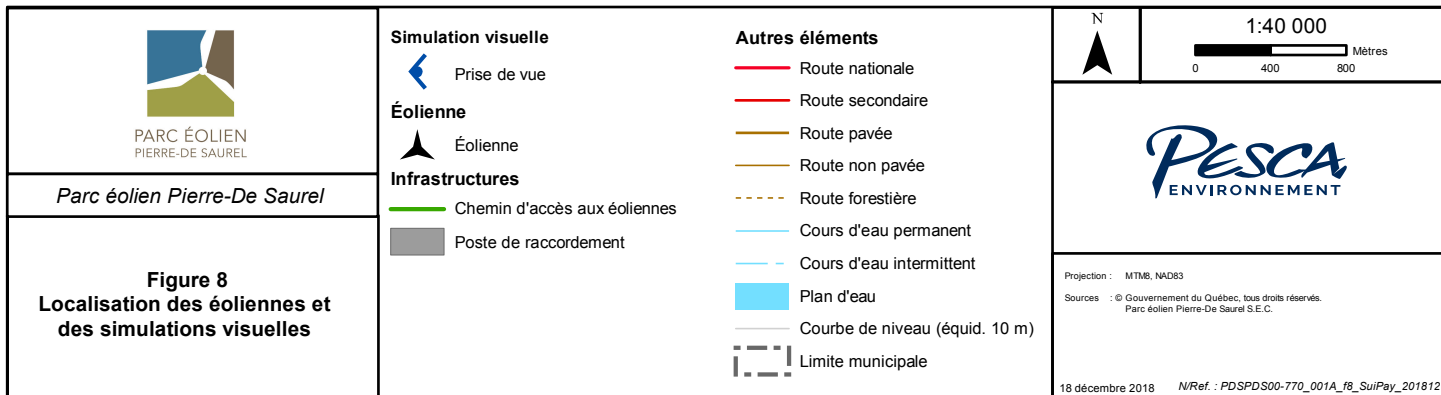 PARC ÉOLIEN
PIERRE-DE SAUREL
Parc éolien Pierre-De Saurel
Figure 8
Localisation des éoliennes et
des simulations visuelles
Simulation visuelle
Prise de vue
Éolienne
Éolienne
Infrastructures
Chemin d'accès aux éoliennes
Poste de raccordement
Autres éléments
Route nationale
Route secondaire
Route pavée
Route non pavée
Route forestière
Cours d'eau permanent
Cours d'eau intermittent
Plan d'eau
Courbe de niveau (équid. 10 m)
Limite municipale
N
1:40 000
Mètres
0 400 800
PESCA
ENVIRONNEMENT
Projection : MTM8, NAD83
Sources : © Gouvernement du Québec, tous droits réservés.
Parc éolien Pierre-De Saurel S.E.C.
18 décembre 2018 N/Ref. : PDSPDS00-770_001A_f8_SuiPay_201812